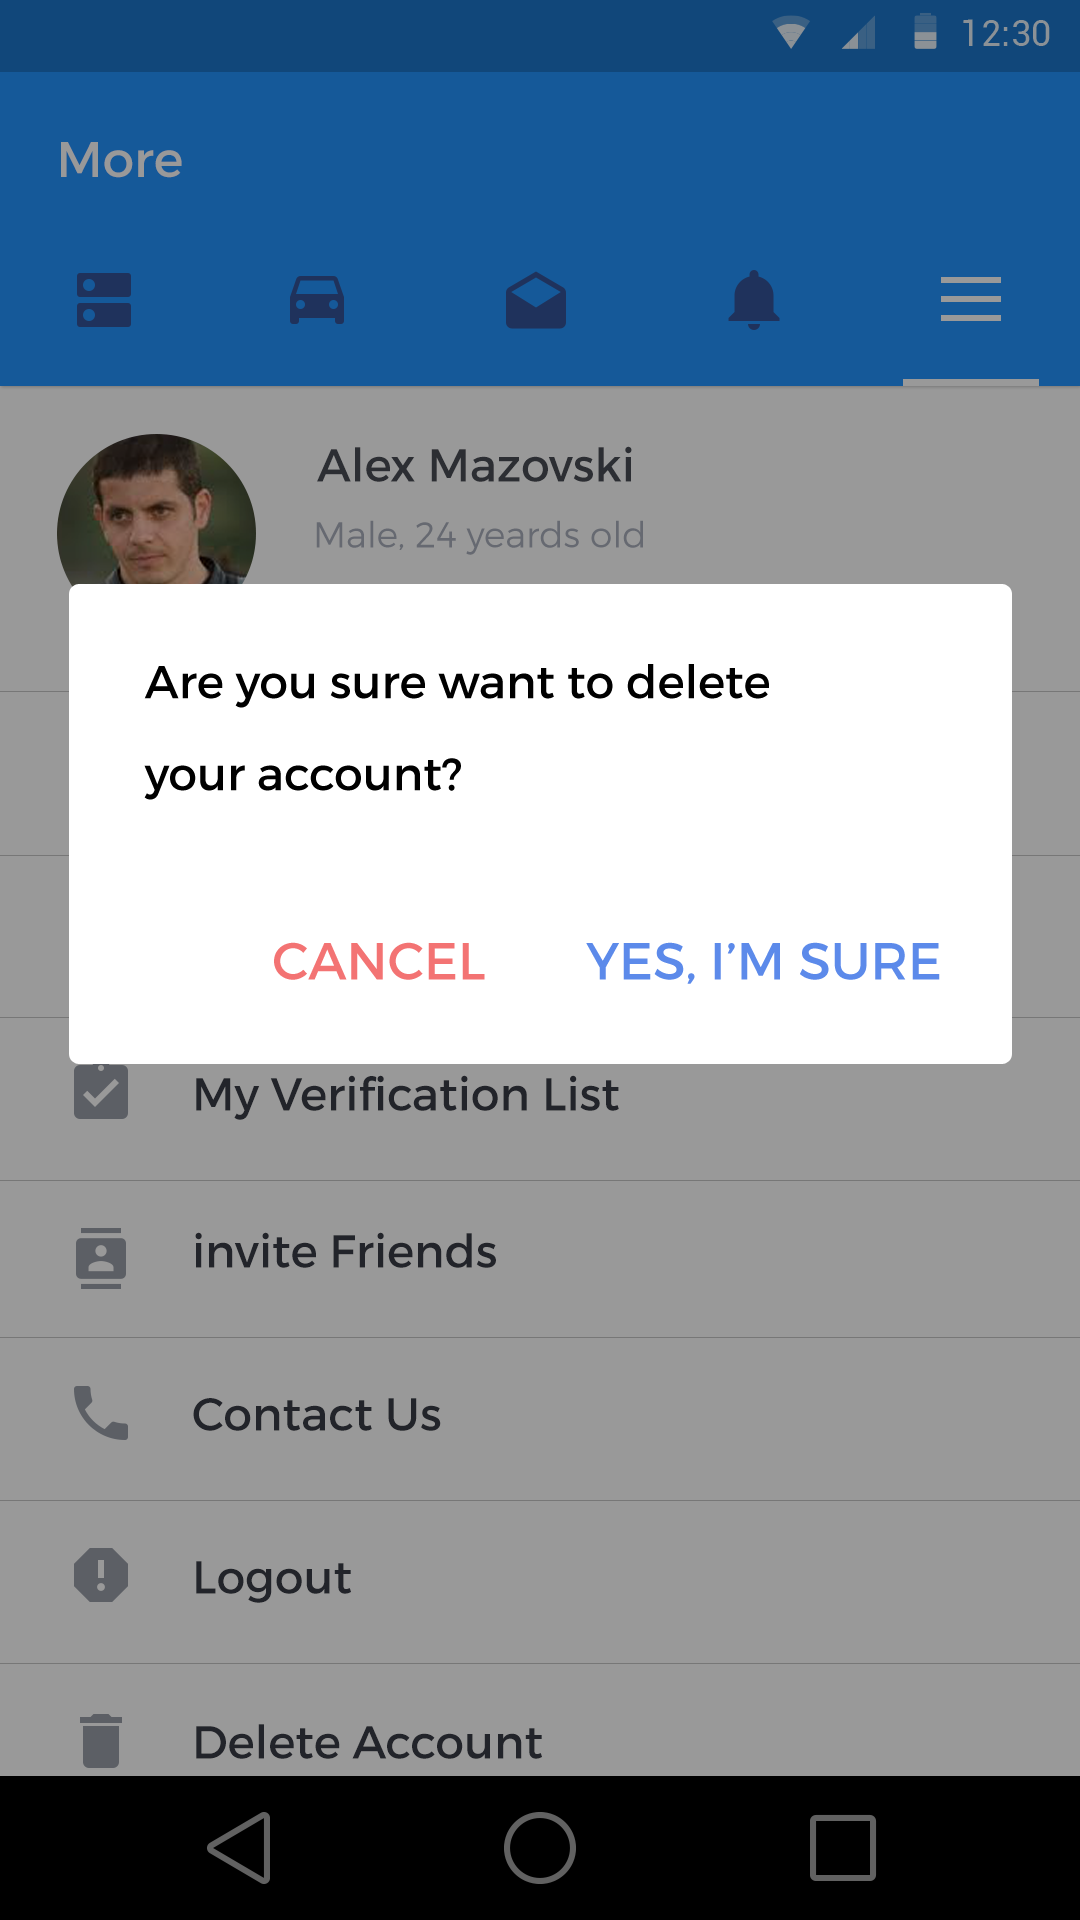 12:30
More
Alex Mazovski
Male, 24 yeards old
Are you sure want to delete
your account?
CANCEL YES, I’M SURE
My Verification List
invite Friends
Contact Us
Logout
Delete Account